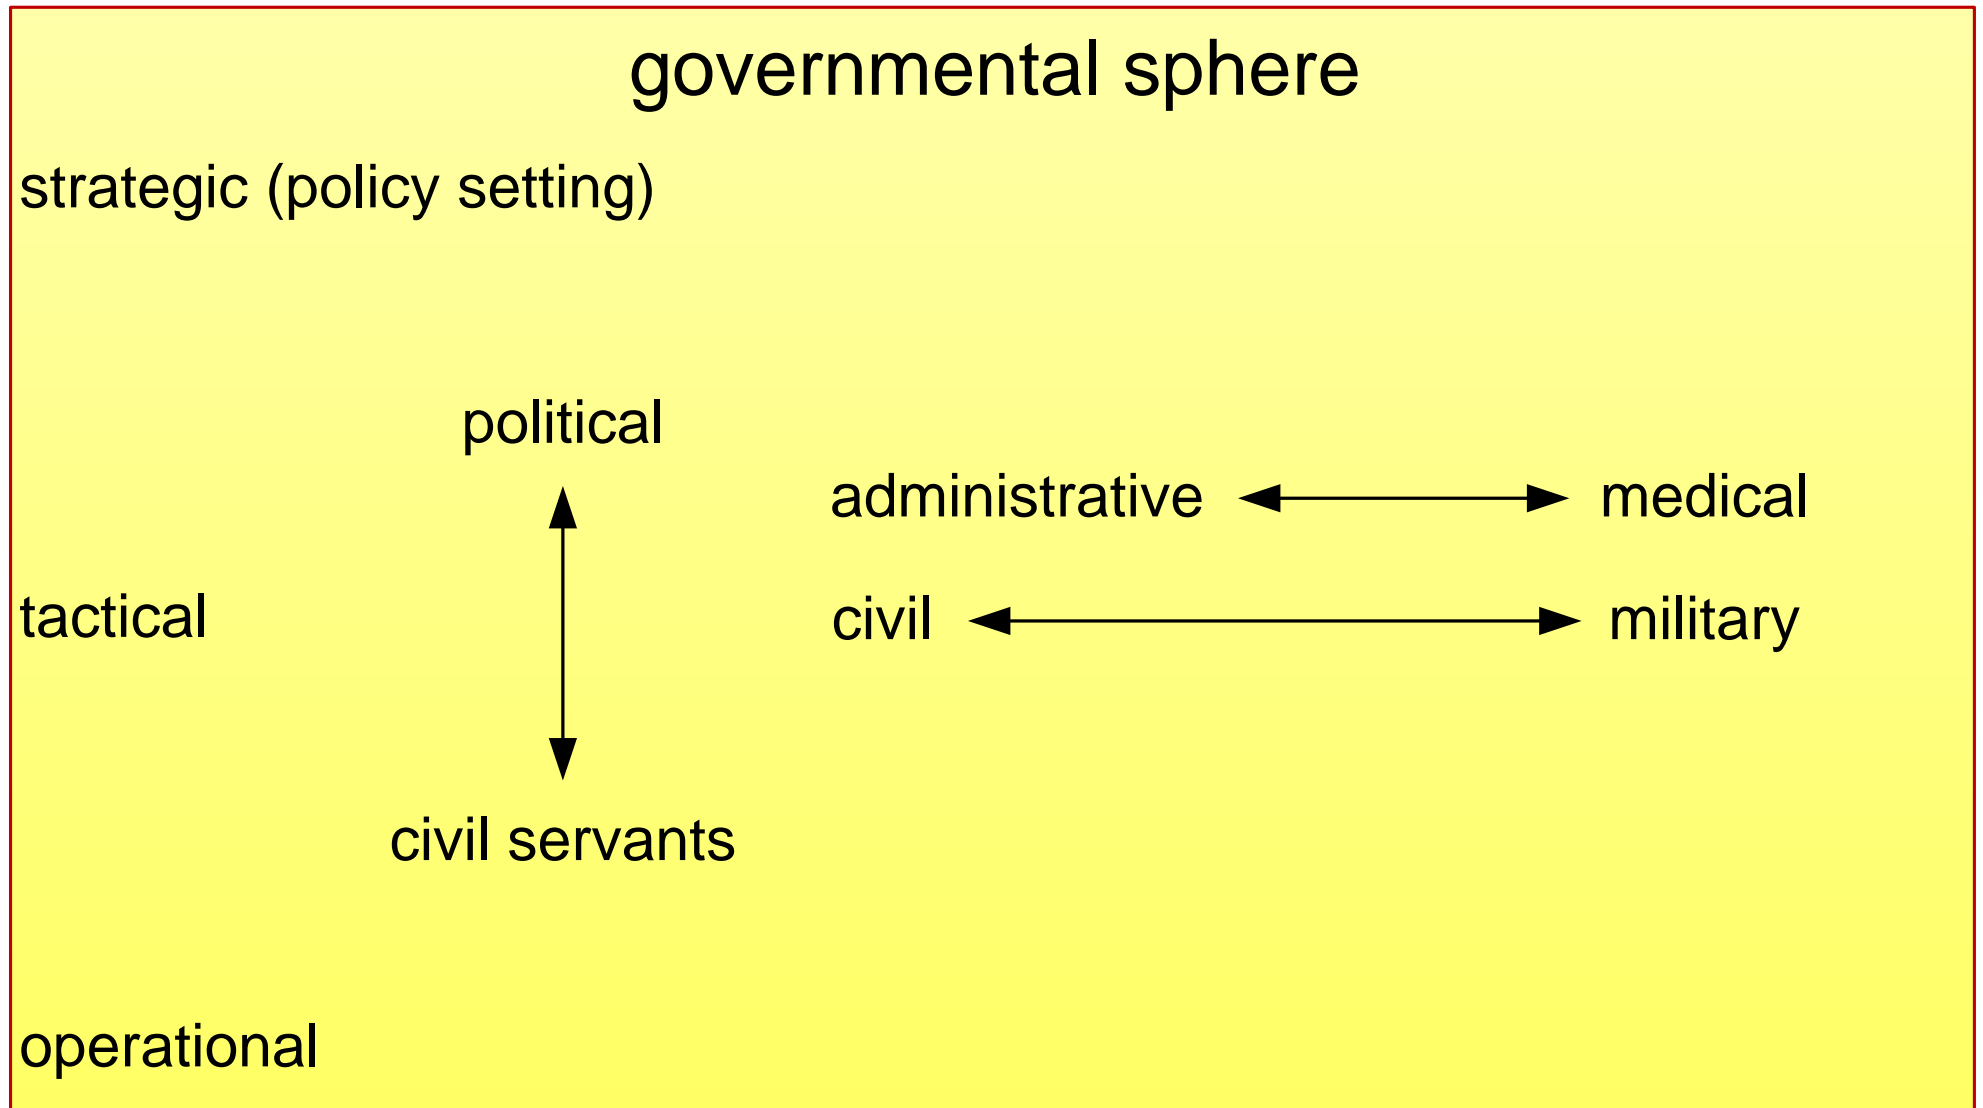 governmental sphere
strategic (policy setting)
political
administrative medical
tactical civil military
civil servants
operational